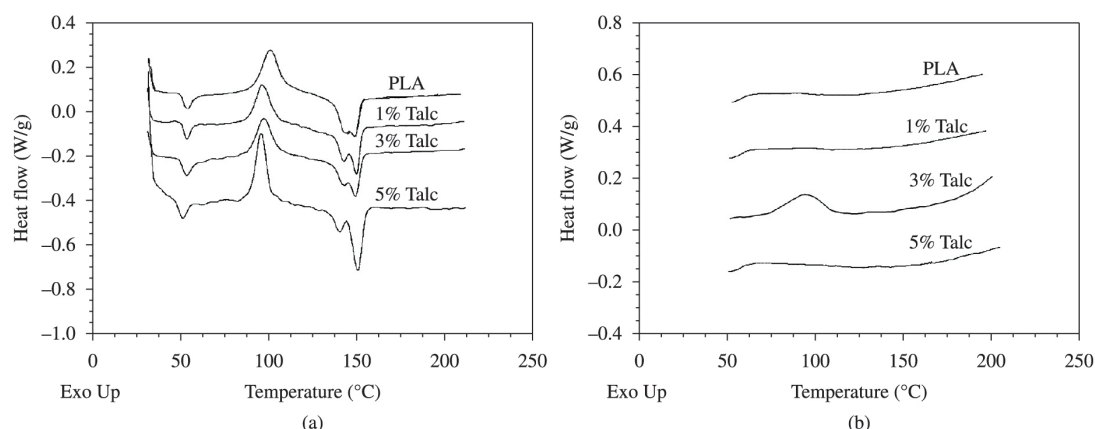 0.4
0.2
0.0
–0.2
–0.4
–0.6
–0.8
–1.0
Heat flow (W/g)
PLA
1% Talc
3% Talc
5% Talc
0
50
100
150
200
250
Exo Up
Temperature (°C)
(a)
0.8
0.6
0.4
0.2
0.0
–0.2
–0.4
Heat flow (W/g)
PLA
1% Talc
3% Talc
5% Talc
0
50
100
150
200
250
Exo Up
Temperature (°C)
(b)